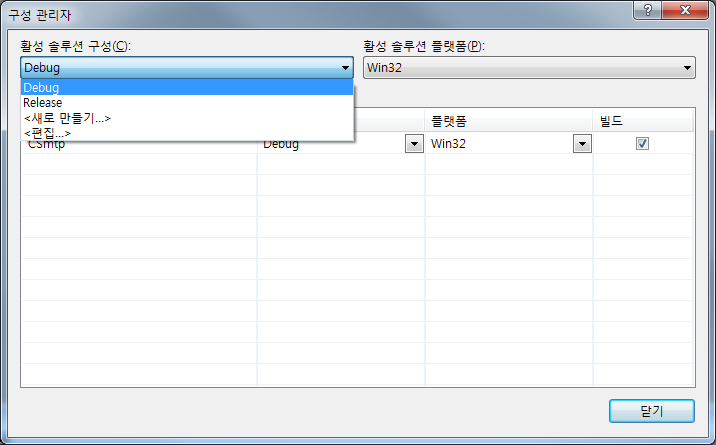 구성 관리자
활성 솔루션 구성(C):
활성 솔루션 플랫폼(P):
Debug
Win32
Debug
Release
<새로 만들기...>
<편집...>
플랫폼
빌드
CSmtp
Debug
Win32
닫기